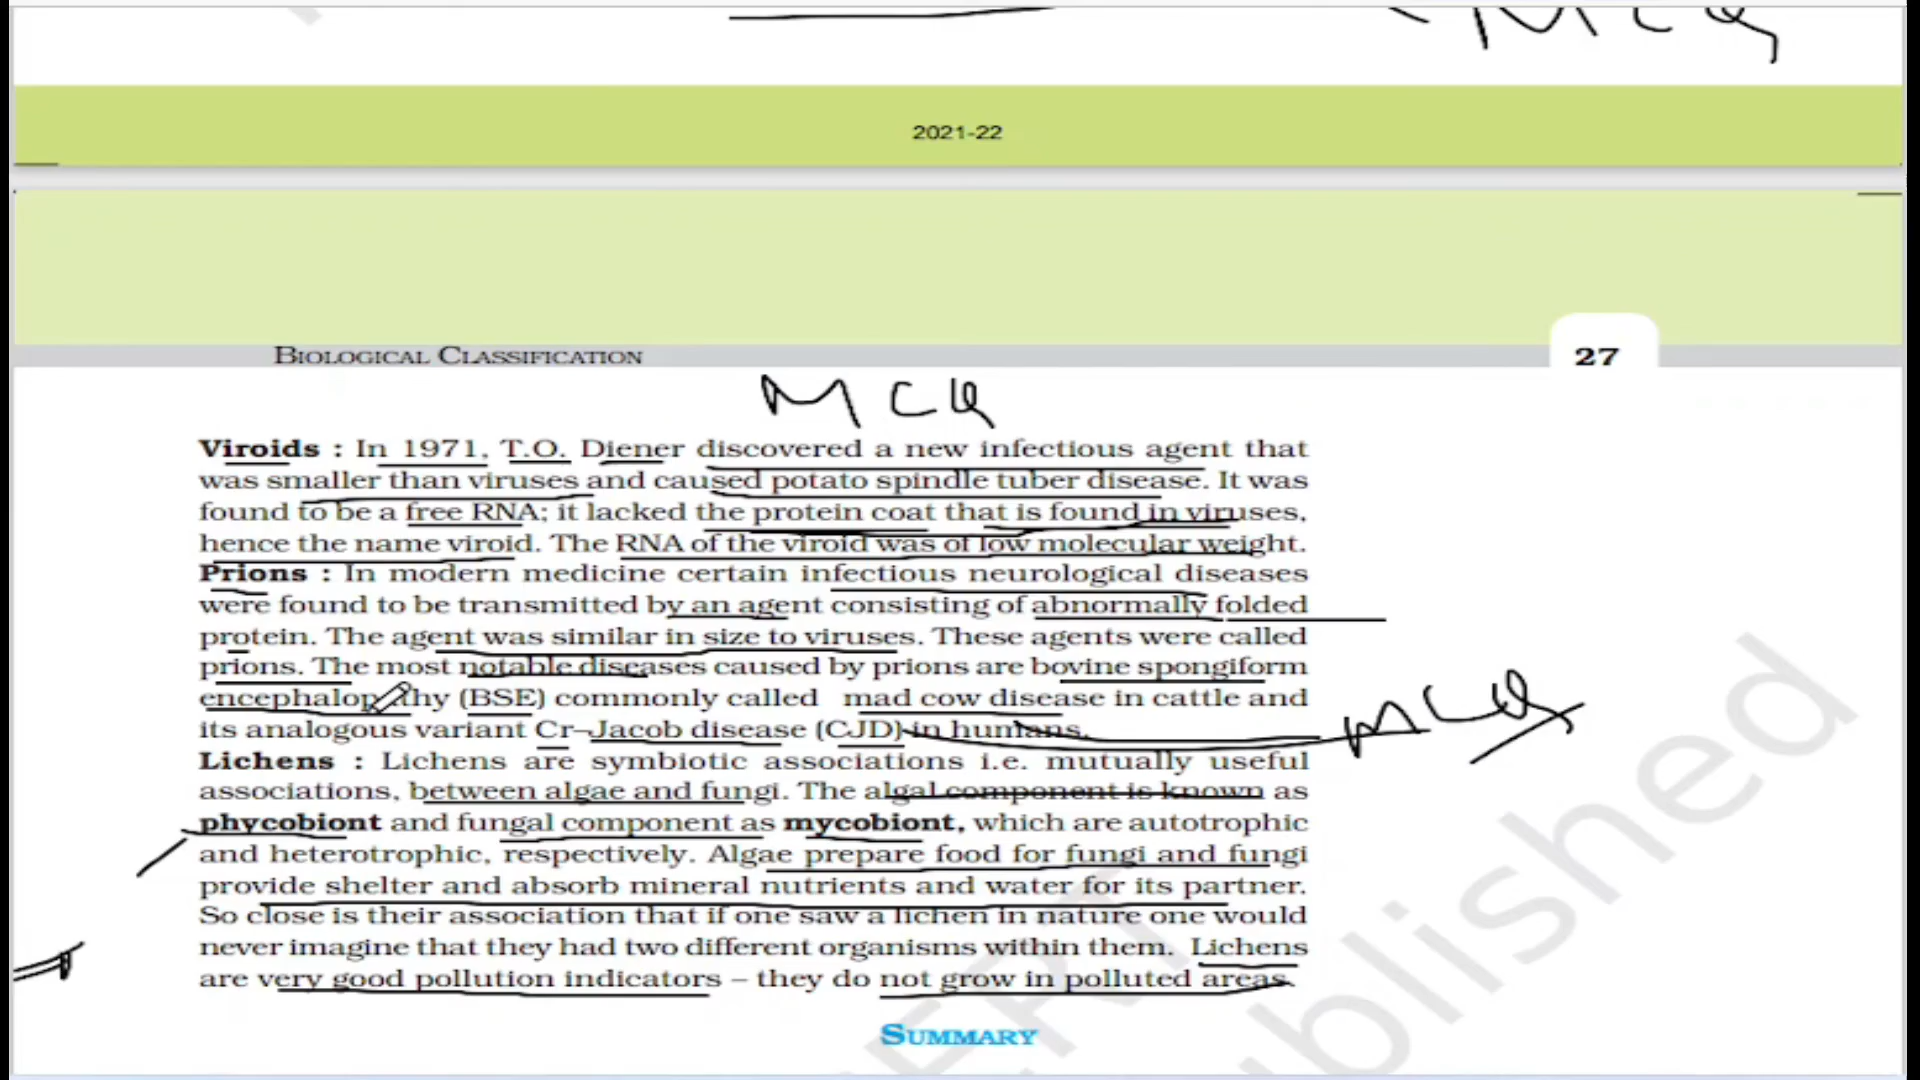 MCQ
2021-22
BIOLOGICAL CLASSIFICATION
27
MCQ
Viroids : In 1971, T.O. Diener discovered a new infectious agent that
was smaller than viruses and caused potato spindle tuber disease. It was
found to be a free RNA; it lacked the protein coat that is found in viruses,
hence the name viroid. The RNA of the viroid was of low molecular weight.
Prions : In modern medicine certain infectious neurological diseases
were found to be transmitted by an agent consisting of abnormally folded
protein. The agent was similar in size to viruses. These agents were called
prions. The most notable diseases caused by prions are bovine spongiform
encephalopathy (BSE) commonly called mad cow disease in cattle and
its analogous variant Cr–Jacob disease (CJD) in humans.
MCQ
Lichens : Lichens are symbiotic associations i.e. mutually useful
associations, between algae and fungi. The algal component is known as
phycobiont and fungal component as mycobiont, which are autotrophic
and heterotrophic, respectively. Algae prepare food for fungi and fungi
provide shelter and absorb mineral nutrients and water for its partner.
So close is their association that if one saw a lichen in nature one would
never imagine that they had two different organisms within them. Lichens
are very good pollution indicators – they do not grow in polluted areas.
SUMMARY